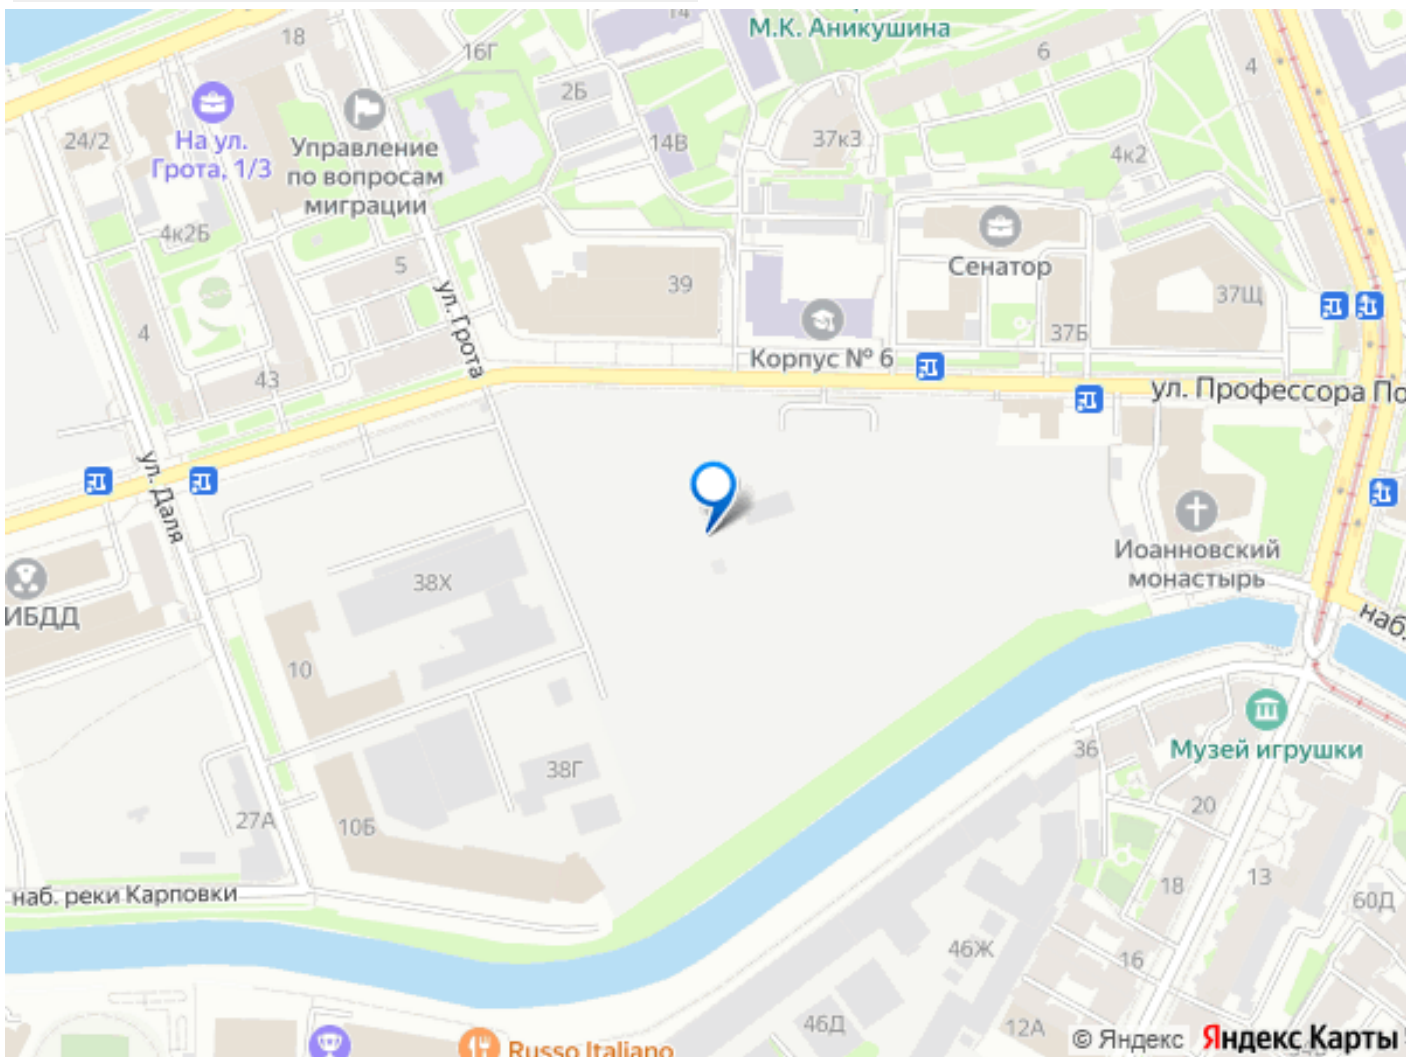 14
М.К. Аникушина
18
16Г
6
4
2Б
24/2
На ул.
Грота, 1/3
Управление
по вопросам
миграции
14В
37к3
4к2
4к2Б
5
Сенатор
39
37Щ
ул. Грота
4
37Б
Корпус № 6
43
ул. Профессора По
ул. Даля
Иоанновский
монастырь
38Х
ИБДД
наб.
10
Музей игрушки
36
38Г
20
27А
10Б
наб. реки Карповки
13
18
60Д
46Ж
16
46Д
12А
Russo Italiano
© Яндекс
Яндекс Карты